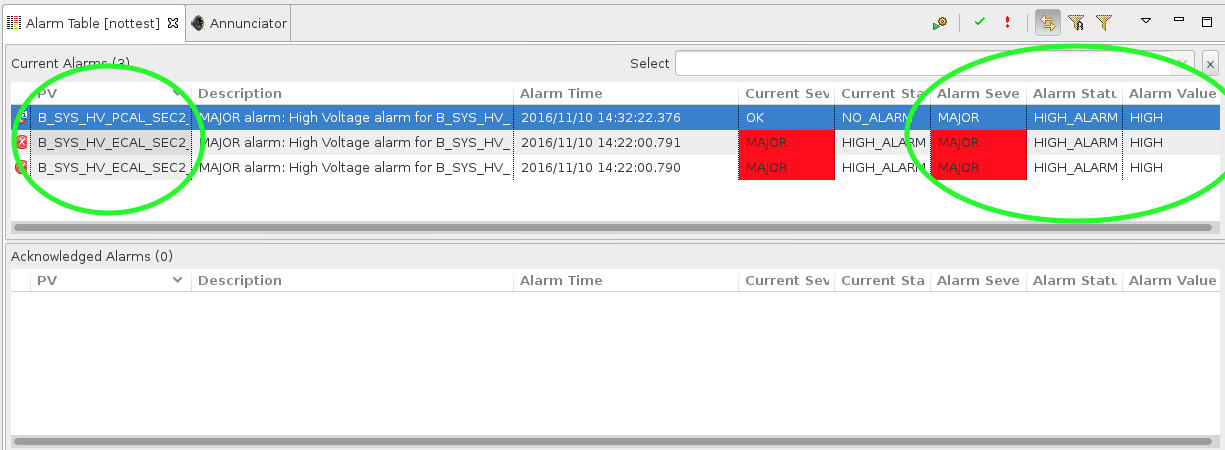 Alarm Table [nottest] Annunciator
Current Alarms (3) Select
PV Description Alarm Time Current Sev Current Sta Alarm Seve Alarm Statu Alarm Value
B_SYS_HV_PCAL_SEC2_ MAJOR alarm: High Voltage alarm for B_SYS_HV_ 2016/11/10 14:32:22.376 OK NO_ALARM MAJOR HIGH_ALARM HIGH
B_SYS_HV_ECAL_SEC2_ MAJOR alarm: High Voltage alarm for B_SYS_HV_ 2016/11/10 14:22:00.791 MAJOR HIGH_ALARM MAJOR HIGH_ALARM HIGH
B_SYS_HV_ECAL_SEC2_ MAJOR alarm: High Voltage alarm for B_SYS_HV_ 2016/11/10 14:22:00.790 MAJOR HIGH_ALARM MAJOR HIGH_ALARM HIGH
Acknowledged Alarms (0)
PV Description Alarm Time Current Sev Current Sta Alarm Seve Alarm Statu Alarm Value